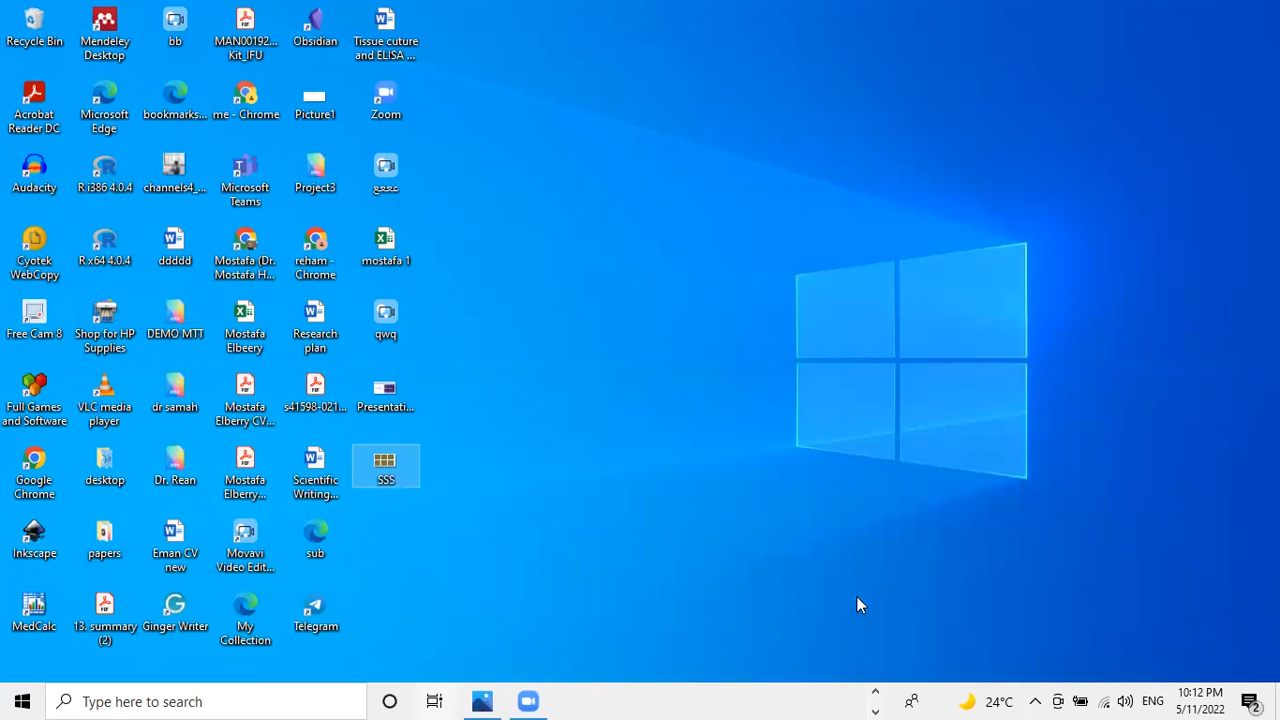 Recycle Bin
Mendeley
Desktop
bb
MAN00192...
Kit_IFU
Obsidian
Tissue cuture
and ELISA ...
Acrobat
Reader DC
Microsoft
Edge
bookmarks...
me - Chrome
Picture1
Zoom
Audacity
R i386 4.0.4
channels4_...
Microsoft
Teams
Project3
عععع
Cyotek
WebCopy
R x64 4.0.4
ddddd
Mostafa (Dr.
Mostafa H...
reham -
Chrome
mostafa 1
Free Cam 8
Shop for HP
Supplies
DEMO MTT
Mostafa
Elbeery
Research
plan
qwq
Full Games
and Software
VLC media
player
dr samah
Mostafa
Elberry CV...
s41598-021...
Presentati...
Google
Chrome
desktop
Dr. Rean
Mostafa
Elberry...
Scientific
Writing...
SSS
Inkscape
papers
Eman CV
new
Movavi
Video Edit...
sub
MedCalc
13. summary
(2)
Ginger Writer
My
Collection
Telegram
Type here to search
24°C
ENG
10:12 PM
5/11/2022
2